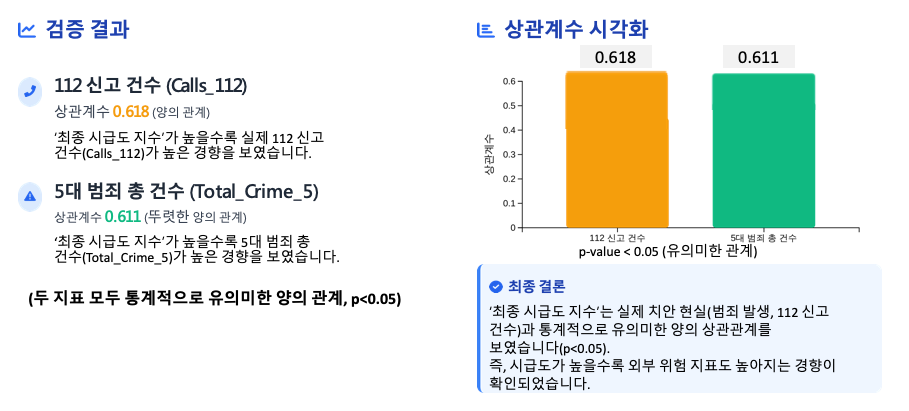 검증 결과
112 신고 건수 (Calls_112)
상관계수 0.618 (양의 관계)
‘최종 시급도 지수’가 높을수록 실제 112 신고
건수(Calls_112)가 높은 경향을 보였습니다.
5대 범죄 총 건수 (Total_Crime_5)
상관계수 0.611 (뚜렷한 양의 관계)
‘최종 시급도 지수’가 높을수록 5대 범죄 총
건수(Total_Crime_5)가 높은 경향을 보였습니다.
(두 지표 모두 통계적으로 유의미한 양의 관계, p<0.05)
상관계수 시각화
0.618
0.611
상관계수
0.6
0.5
0.4
0.3
0.2
0.1
0
112 신고 건수
5대 범죄 총 건수
p-value < 0.05 (유의미한 관계)
최종 결론
‘최종 시급도 지수’는 실제 치안 현실(범죄 발생, 112 신고
건수)과 통계적으로 유의미한 양의 상관관계를
보였습니다(p<0.05).
즉, 시급도가 높을수록 외부 위험 지표도 높아지는 경향이
확인되었습니다.